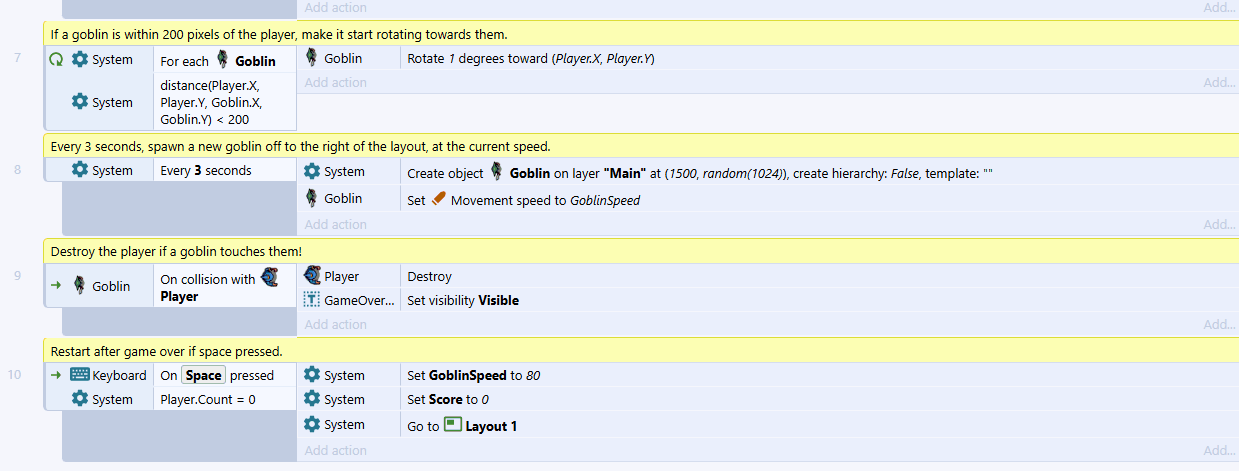 Add action Add...
If a goblin is within 200 pixels of the player, make it start rotating towards them.
7 System For each Goblin Goblin Rotate 1 degrees toward (Player.X, Player.Y)
Add action Add...
System distance(Player.X,
Player.Y, Goblin.X,
Goblin.Y) < 200
Every 3 seconds, spawn a new goblin off to the right of the layout, at the current speed.
8 System Every 3 seconds System Create object Goblin on layer "Main" at (1500, random(1024)), create hierarchy: False, template: ""
Goblin Set Movement speed to GoblinSpeed
Add action Add...
Destroy the player if a goblin touches them!
9 Goblin On collision with Player Player Destroy
GameOver... Set visibility Visible
Add action Add...
Restart after game over if space pressed.
10 Keyboard On Space pressed System Set GoblinSpeed to 80
System Player.Count = 0 System Set Score to 0
System Go to Layout 1
Add action Add...